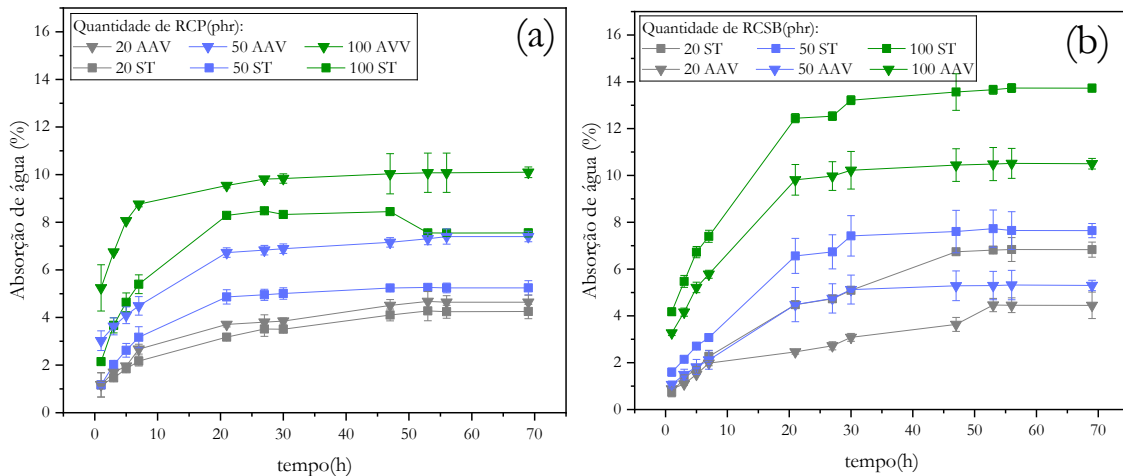 Quantidade de RCP(phr):
20 AAV 50 AAV 100 AVV
20 ST 50 ST 100 ST
(a)
16
14
12
10
8
6
4
2
0
Absorção de água (%)
0 10 20 30 40 50 60 70
tempo(h)
Quantidade de RCSB(phr):
20 ST 50 ST 100 ST
20 AAV 50 AAV 100 AAV
(b)
16
14
12
10
8
6
4
2
0
Absorção de água (%)
0 10 20 30 40 50 60 70
tempo(h)